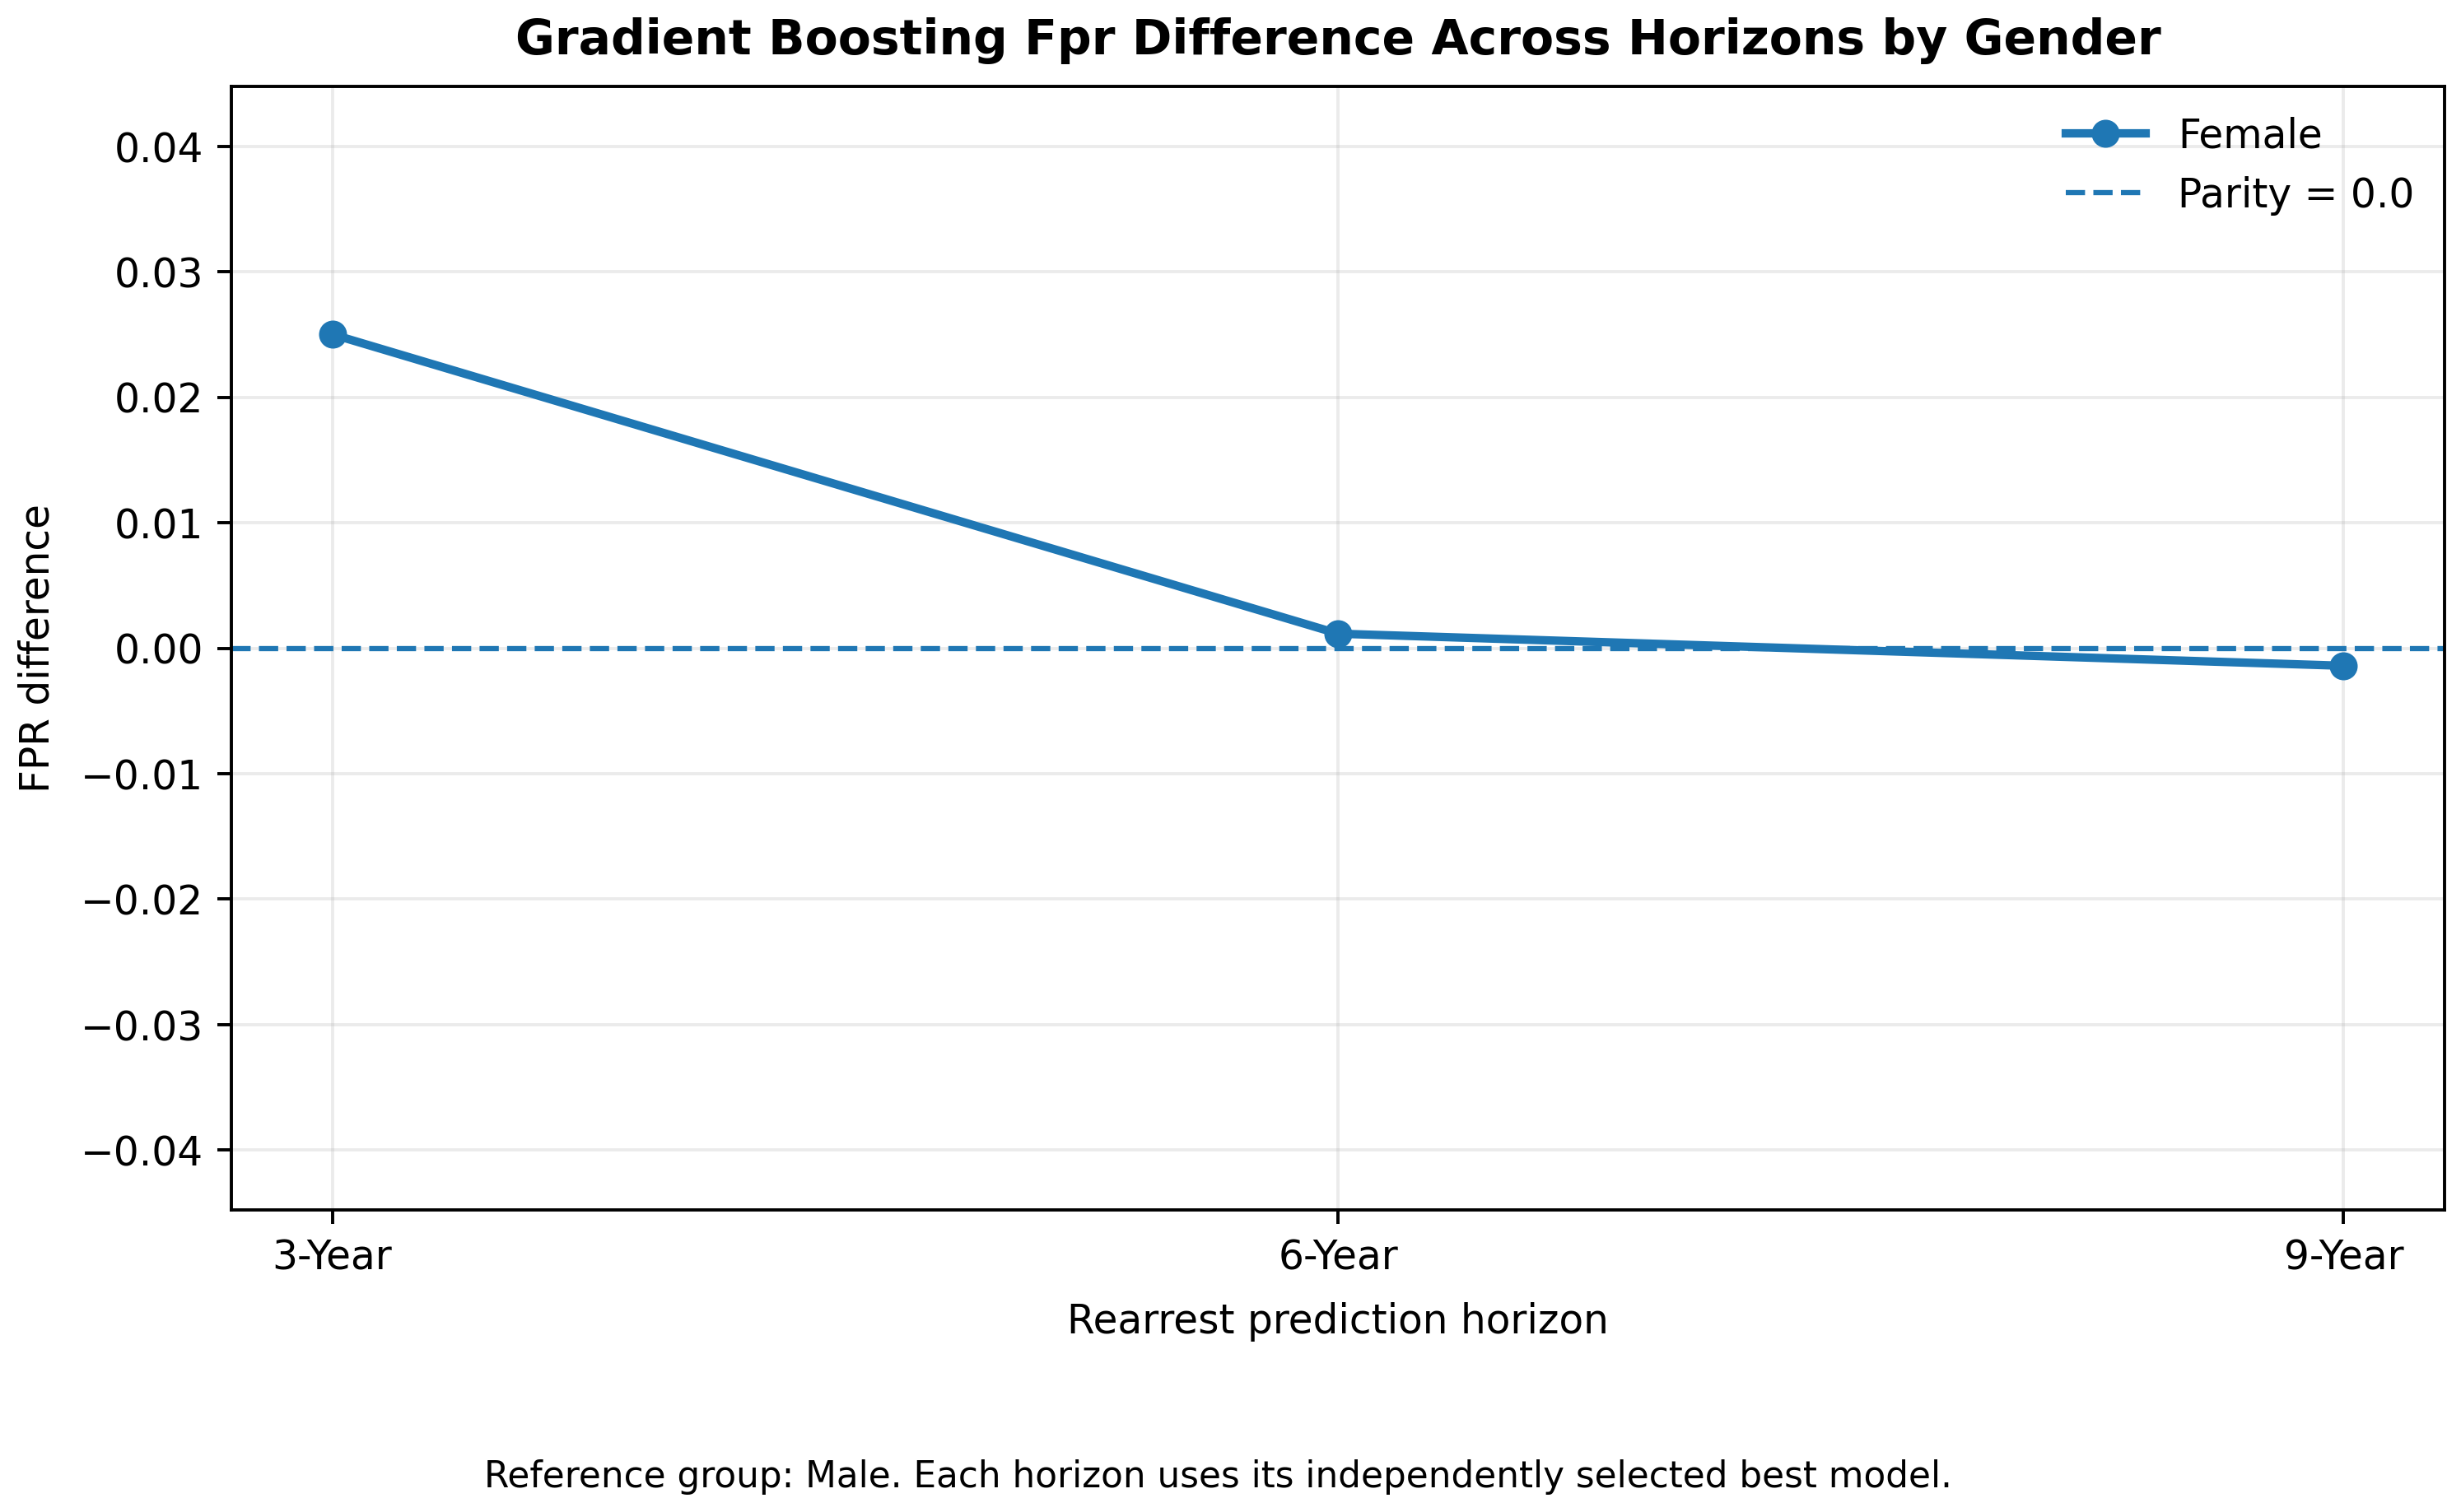 Gradient Boosting Fpr Difference Across Horizons by Gender
Female
Parity = 0.0
0.04
0.03
0.02
0.01
0.00
−0.01
−0.02
−0.03
−0.04
FPR difference
3-Year
6-Year
9-Year
Rearrest prediction horizon
Reference group: Male. Each horizon uses its independently selected best model.